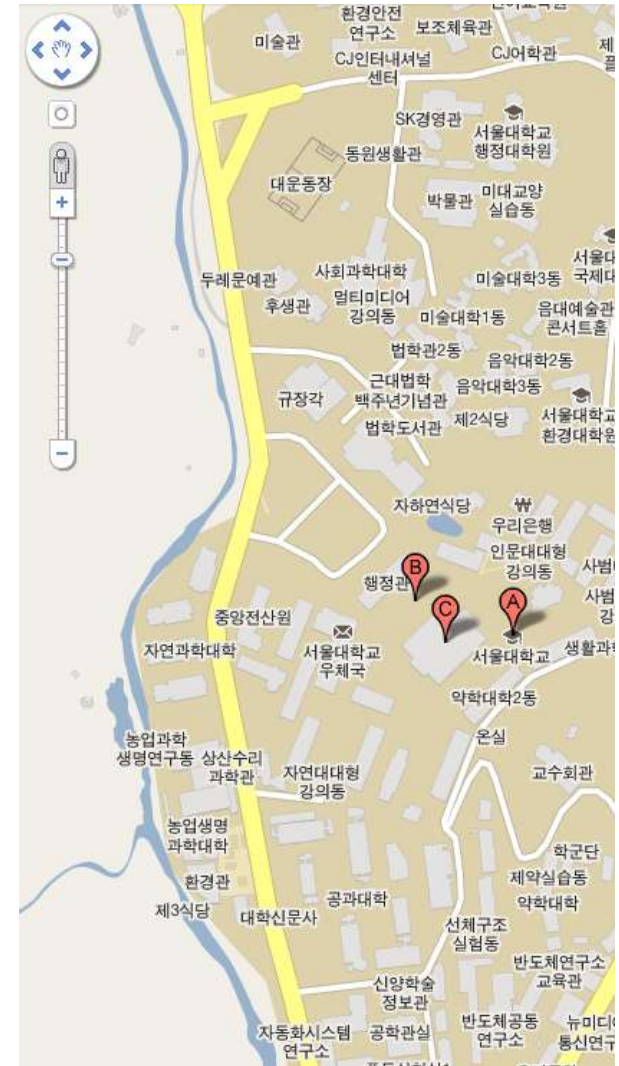 환경안전
연구소
보조체육관
미술관
CJ인터내셔널
센터
CJ어학관
SK경영관
서울대학교
행정대학원
동원생활관
대운동장
박물관
미대교양
실습동
두레문예관
사회과학대학
서울대
국제대
미술대학3동
후생관
멀티미디어
강의동
미술대학1동
음대예술관
콘서트홀
법학관2동
음악대학2동
근대법학
백주년기념관
음악대학3동
규장각
법학도서관
제2식당
서울대학교
환경대학원
자하연식당
우리은행
인문대대형
강의동
B
행정관
A
C
중앙전산원
자연과학대학
서울대학교
우체국
서울대학교
생활과학
약학대학2동
농업과학
생명연구동
상산수리
과학관
온실
자연대대형
강의동
교수회관
농업생명
과학대학
학군단
환경관
제약실습동
제3식당
대학신문사
공과대학
약학대학
선체구조
실험동
반도체연구소
교육관
신양학술
정보관
자동화시스템
연구소
공학관실
반도체공동
연구소
뉴미디어
통신연구